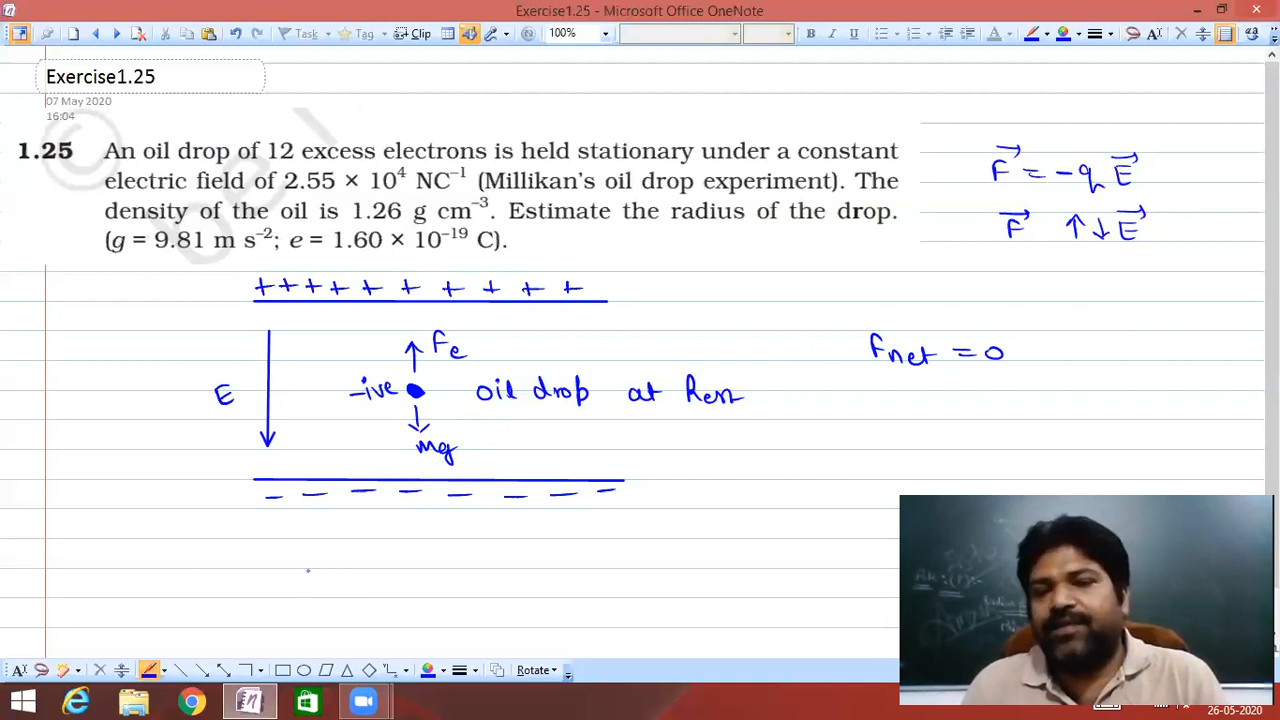 Exercise1.25 - Microsoft Office OneNote
Task Tag Clip 100% B I U A
Exercise1.25
07 May 2020
16:04
1.25 An oil drop of 12 excess electrons is held stationary under a constant
electric field of 2.55 × 10⁴ NC⁻¹ (Millikan's oil drop experiment). The
density of the oil is 1.26 g cm⁻³. Estimate the radius of the drop.
(g = 9.81 m s⁻²; e = 1.60 × 10⁻¹⁹ C).
F⃗ = -q E⃗
F⃗ ↑↓ E⃗
+ + + + + + + + + +
Fe
Fnet = 0
E -ive oil drop at Rest
mg
- - - - - - - -
Rotate
26-05-2020